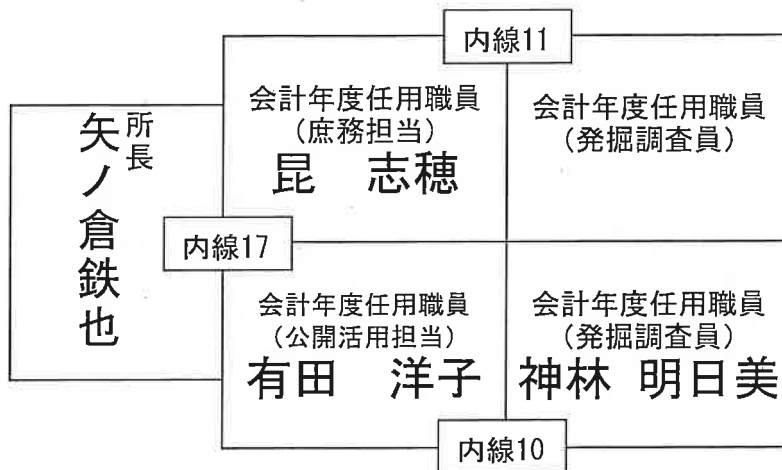 内線11
所長
矢ノ倉鉄也
内線17
会計年度任用職員
(庶務担当)
昆 志穂
会計年度任用職員
(発掘調査員)
会計年度任用職員
(公開活用担当)
有田 洋子
会計年度任用職員
(発掘調査員)
神林 明日美
内線10